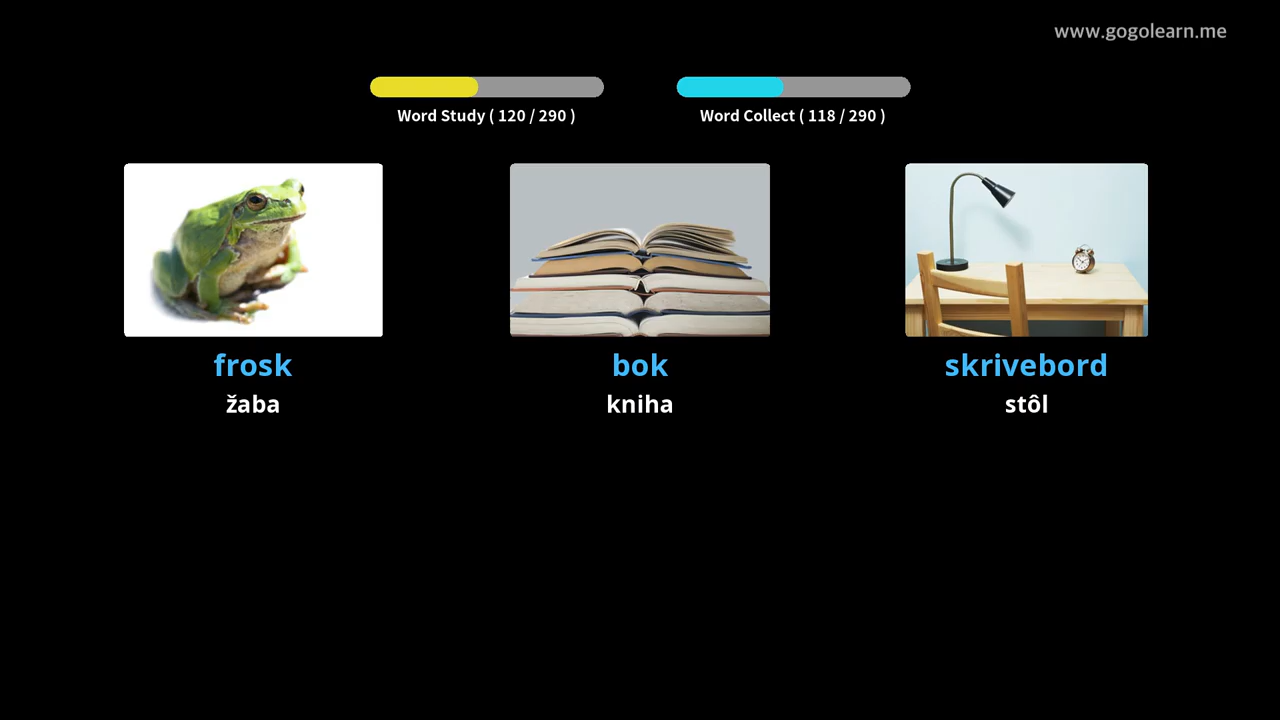 www.gogolearn.me
Word Study ( 120 / 290 )
Word Collect ( 118 / 290 )
frosk
bok
skrivebord
žaba
kniha
stôl